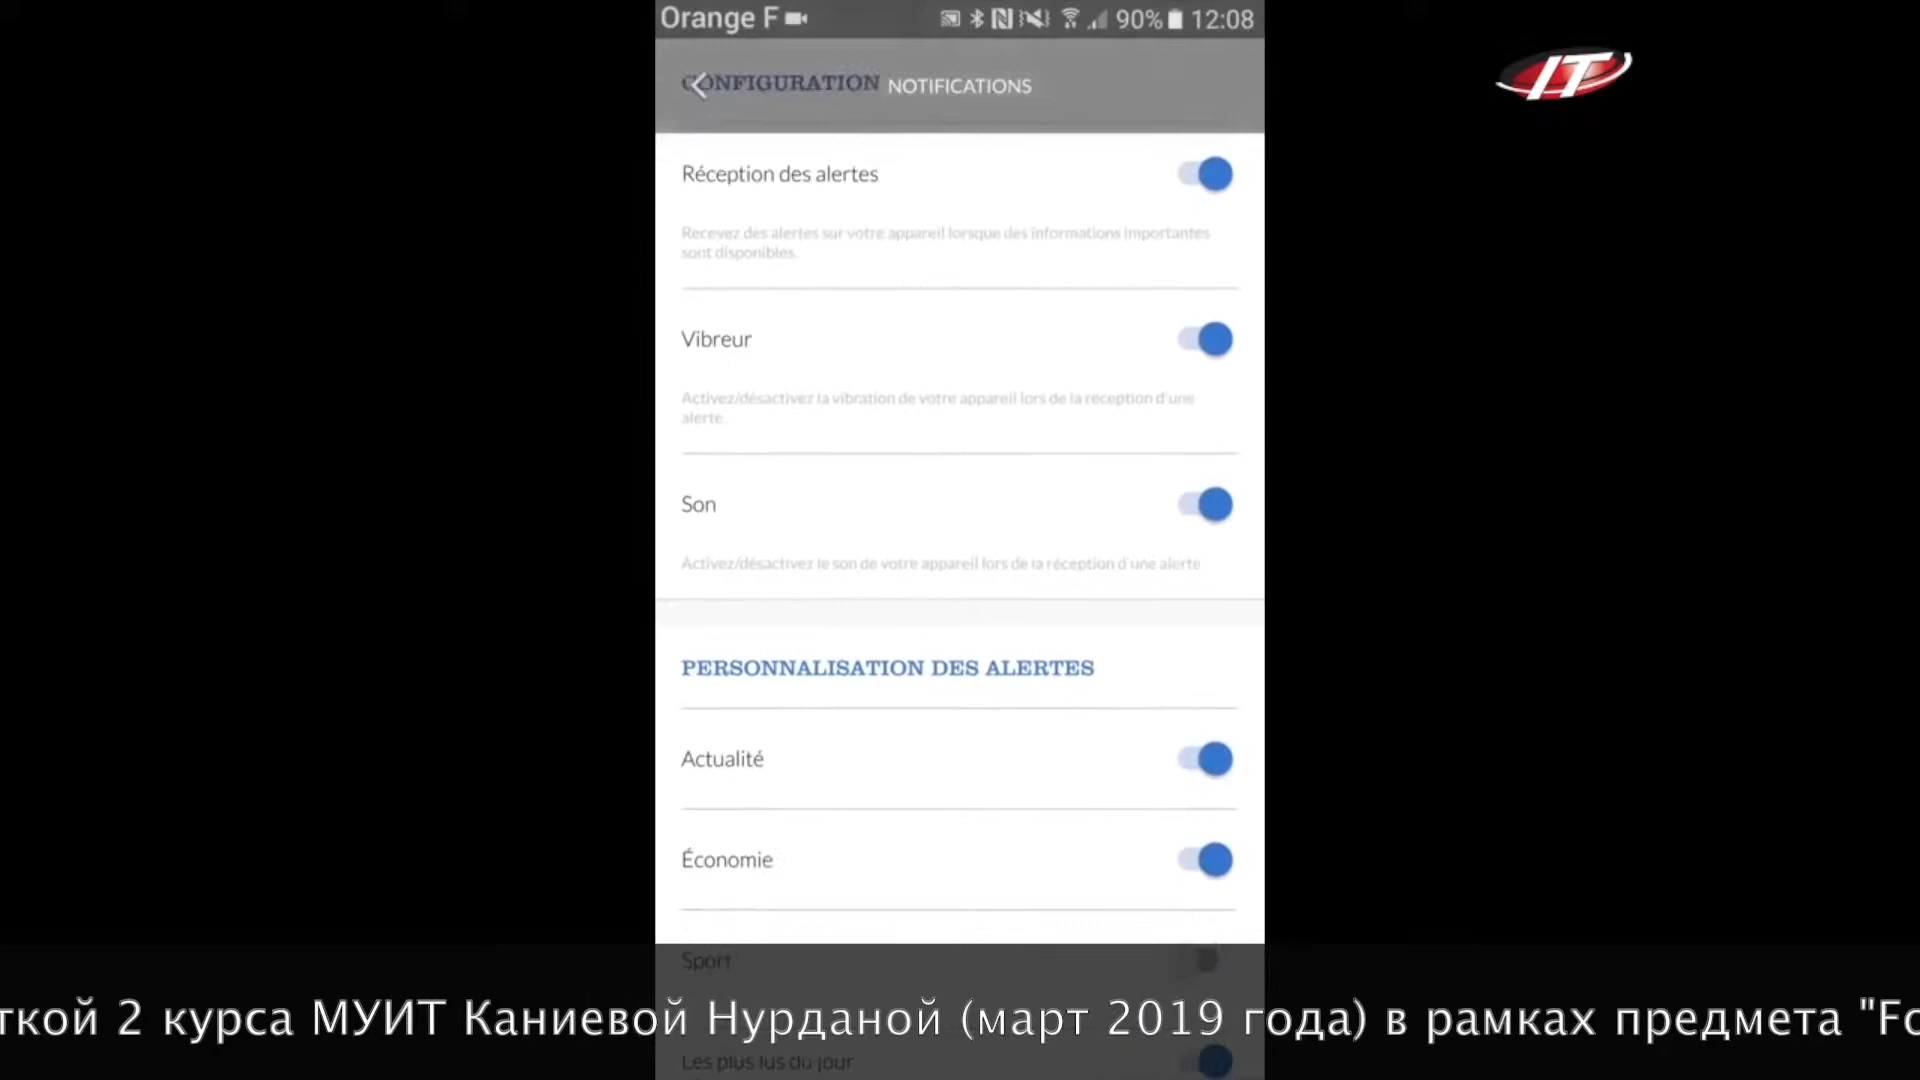 Orange F 90% 12:08
IT
CONFIGURATION NOTIFICATIONS
Réception des alertes
Recevez des alertes sur votre appareil lorsque des informations importantes
sont disponibles.
Vibreur
Activez/désactivez la vibration de votre appareil lors de la réception d'une
alerte.
Son
Activez/désactivez le son de votre appareil lors de la réception d'une alerte
PERSONNALISATION DES ALERTES
Actualité
Économie
Sport
ткой 2 курса МУИТ Каниевой Нурданой (март 2019 года) в рамках предмета "Fo
Les plus lus du jour